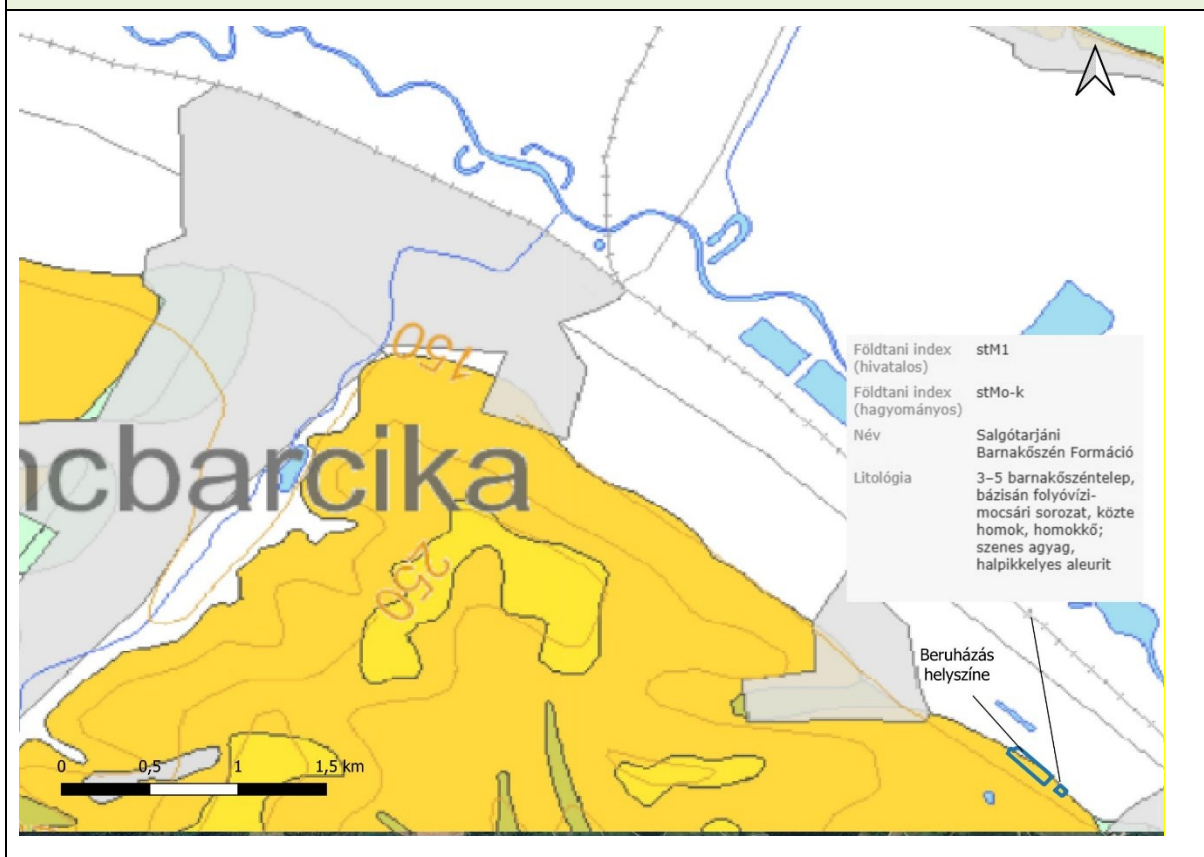 150
Földtani index (hivatalos) stM1
Földtani index (hagyományos) stMo-k
Név Salgótarjáni
Barnakőszén Formáció
Litológia 3–5 barnakőszéntelep,
bázisán folyóvízi-
mocsári sorozat, közte
homok, homokkő;
szenes agyag,
halpikkelyes aleurit
ncbarcika
250
Beruházás
helyszíne
0 0,5 1 1,5 km